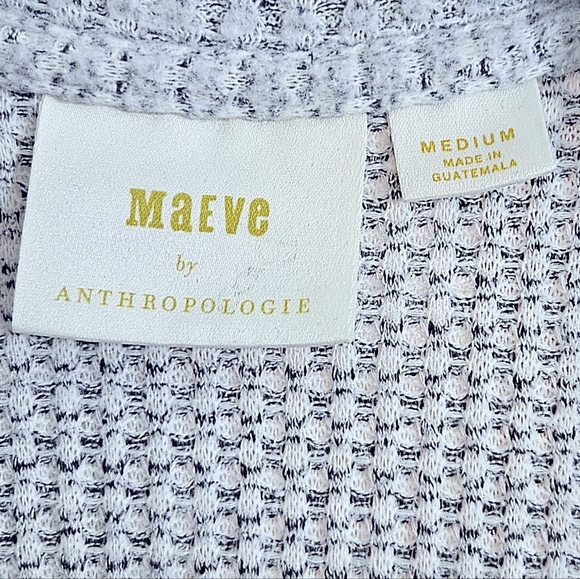 MaEVe
by
ANTHROPOLOGIE
MEDIUM
MADE IN
GUATEMALA